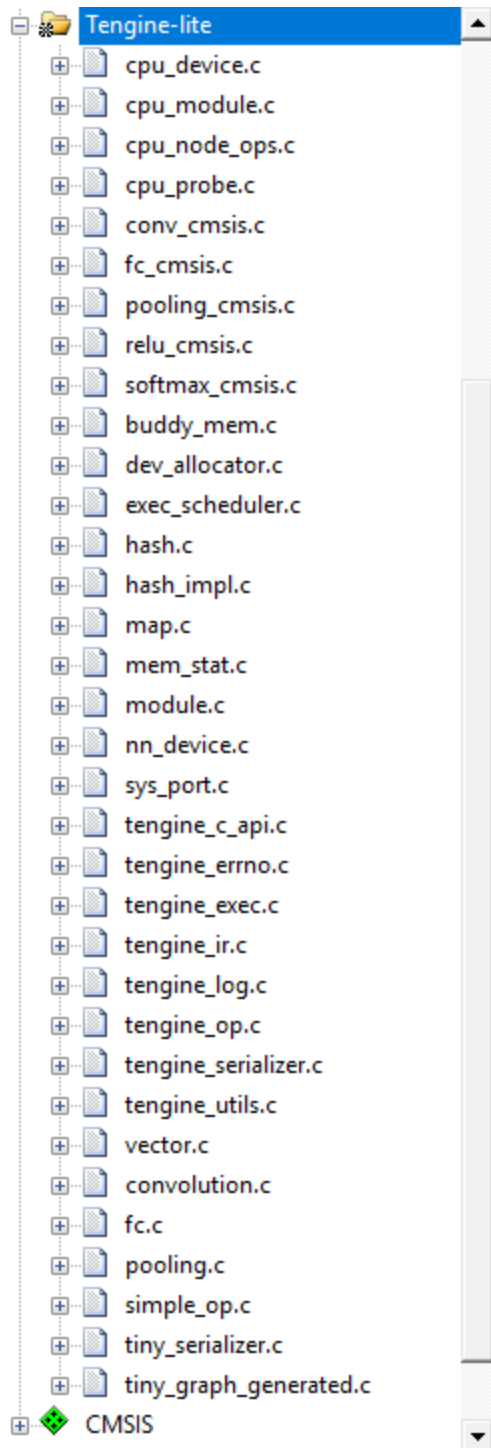 Tengine-lite
cpu_device.c
cpu_module.c
cpu_node_ops.c
cpu_probe.c
conv_cmsis.c
fc_cmsis.c
pooling_cmsis.c
relu_cmsis.c
softmax_cmsis.c
buddy_mem.c
dev_allocator.c
exec_scheduler.c
hash.c
hash_impl.c
map.c
mem_stat.c
module.c
nn_device.c
sys_port.c
tengine_c_api.c
tengine_errno.c
tengine_exec.c
tengine_ir.c
tengine_log.c
tengine_op.c
tengine_serializer.c
tengine_utils.c
vector.c
convolution.c
fc.c
pooling.c
simple_op.c
tiny_serializer.c
tiny_graph_generated.c
CMSIS